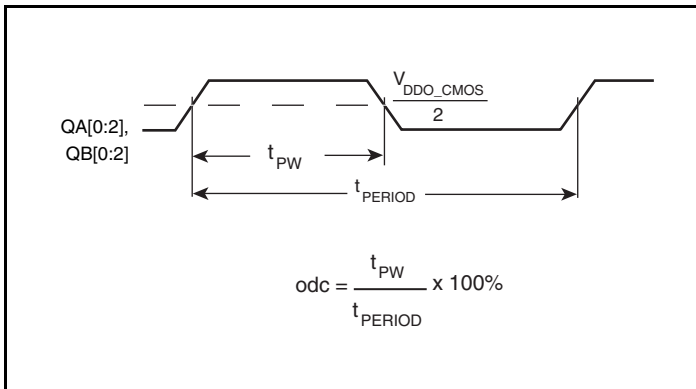 V_DDO_CMOS
2
QA[0:2],
QB[0:2]
t_PW
t_PERIOD
odc = t_PW x 100%
t_PERIOD